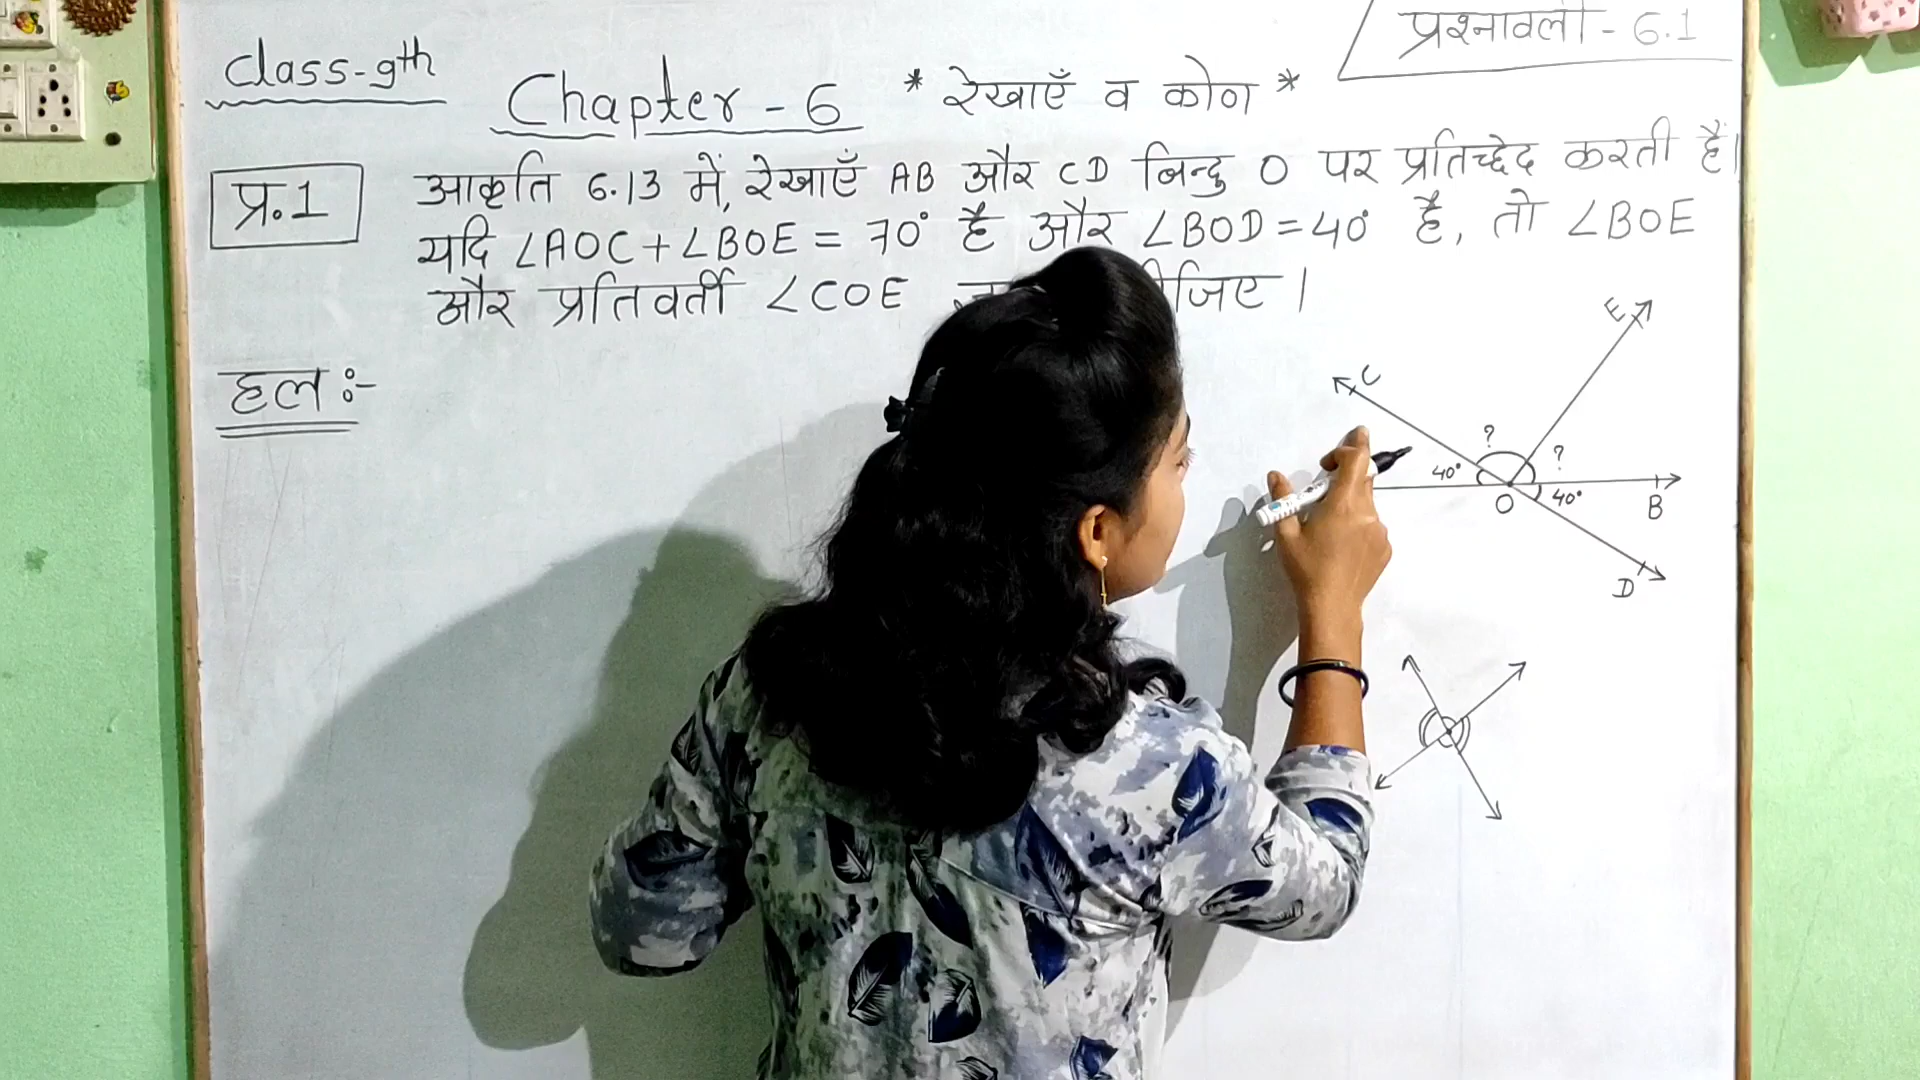 प्रश्नावली - 6.1
Class-9th
Chapter - 6 * रेखाएँ व कोण *
प्र.1 आकृति 6.13 में, रेखाएँ AB और CD बिन्दु O पर प्रतिच्छेद करती हैं।
यदि ∠AOC + ∠BOE = 70° है और ∠BOD = 40° है, तो ∠BOE
और प्रतिवर्ती ∠COE कीजिए।
हल :-
E
C
? ?
40° 40°
O B
D